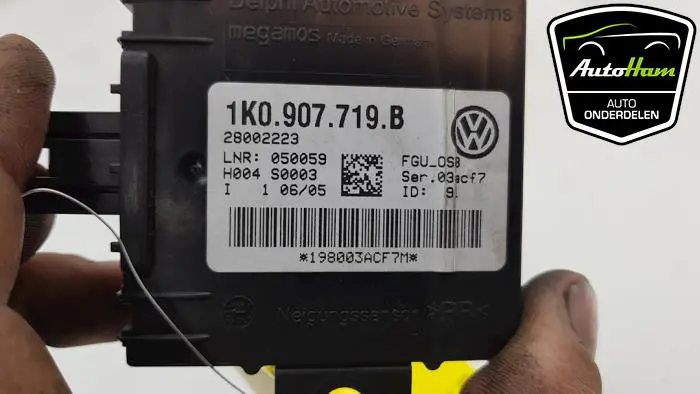 Delphi Automotive Systems
megamos Made in Germany
1K0.907.719.B
28002223
LNR: 050059 FGU_OSB
H004 S0003 Ser.03acf7
I 1 06/05 ID: 9
*198003ACF7M*
Neigungssensor >PP<
AutoHam
AUTO
ONDERDELEN